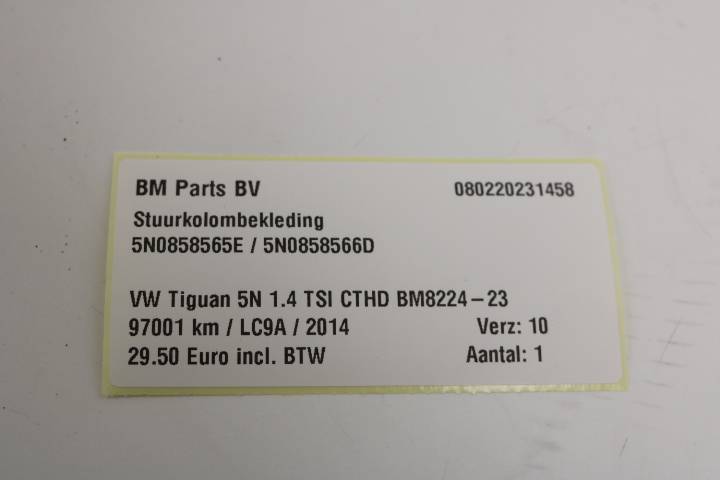 BM Parts BV 080220231458
Stuurkolombekleding
5N0858565E / 5N0858566D
VW Tiguan 5N 1.4 TSI CTHD BM8224-23
97001 km / LC9A / 2014 Verz: 10
29.50 Euro incl. BTW Aantal: 1